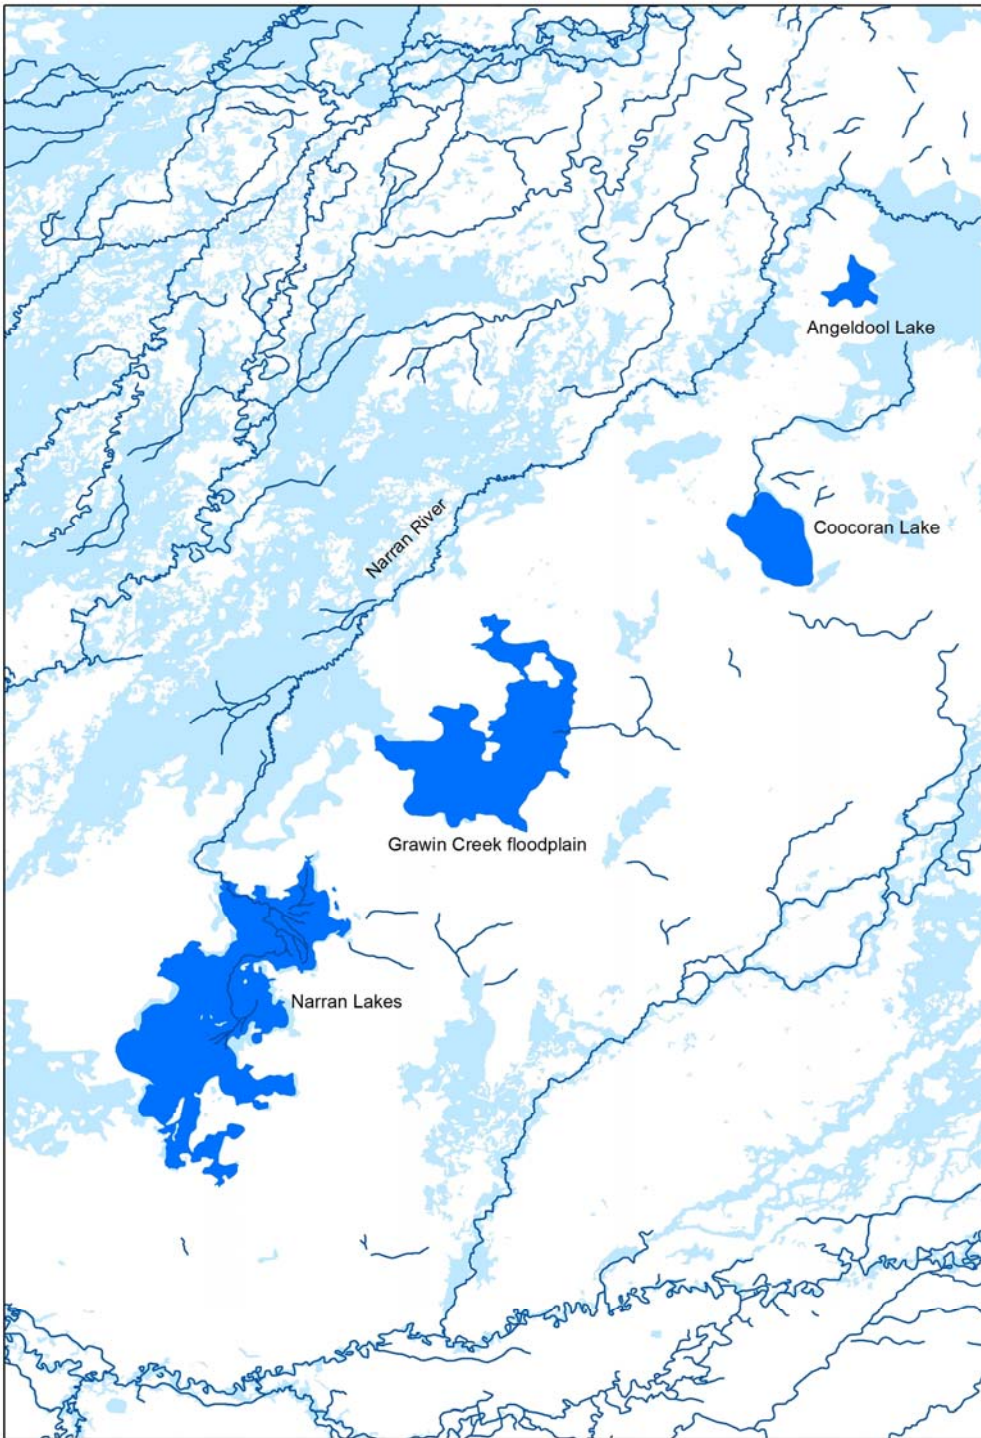 Angeldool Lake
Coocoran Lake
Narran River
Grawin Creek floodplain
Narran Lakes